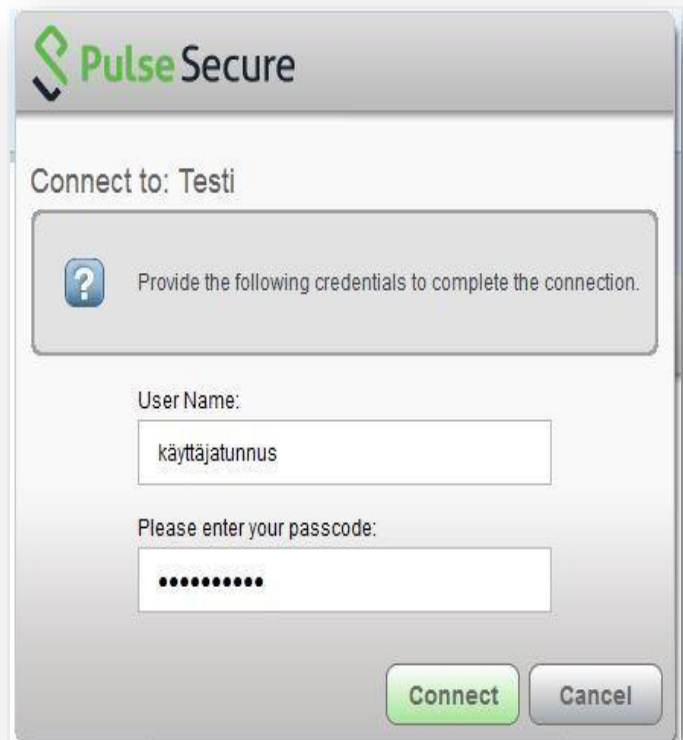 Pulse Secure
Connect to: Testi
?
Provide the following credentials to complete the connection.
User Name:
käyttäjatunnus
Please enter your passcode:
••••••••••
Connect Cancel